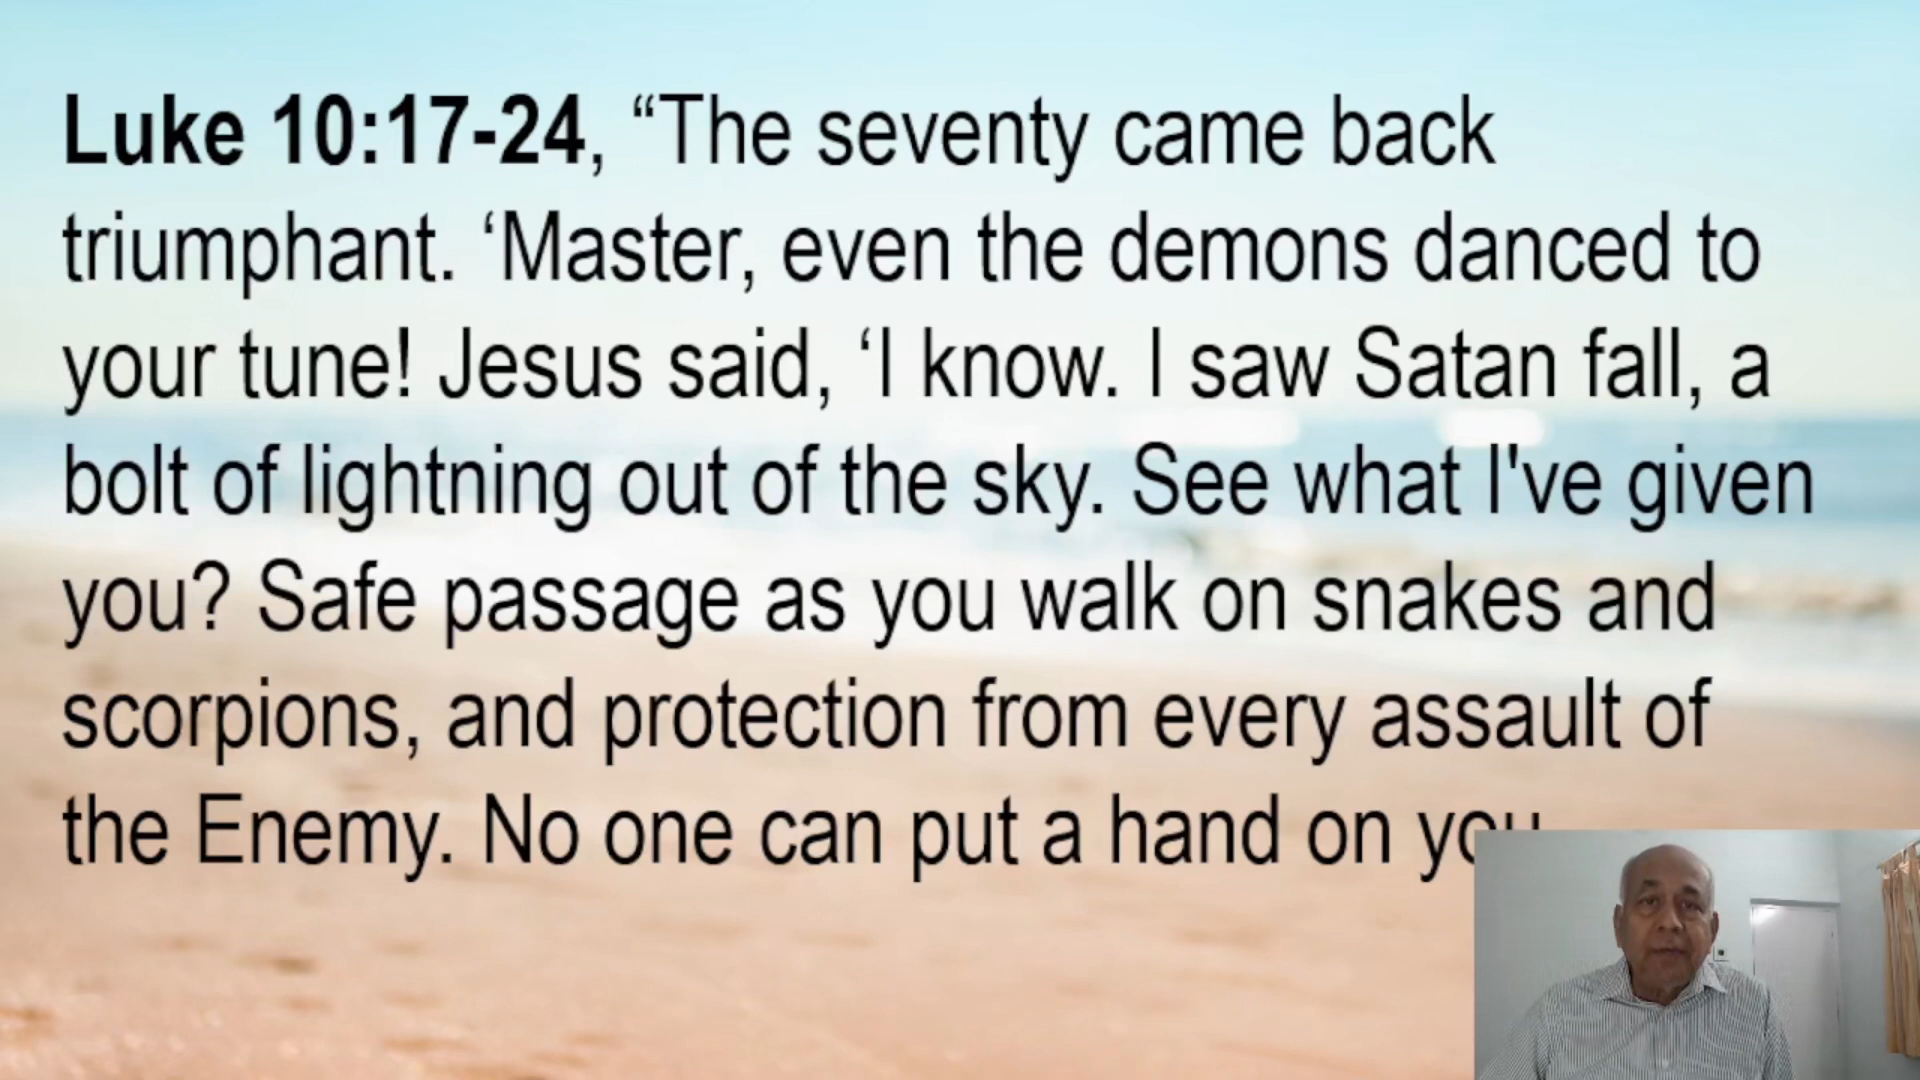 Luke 10:17-24, “The seventy came back
triumphant. ‘Master, even the demons danced to
your tune! Jesus said, ‘I know. I saw Satan fall, a
bolt of lightning out of the sky. See what I've given
you? Safe passage as you walk on snakes and
scorpions, and protection from every assault of
the Enemy. No one can put a hand on you